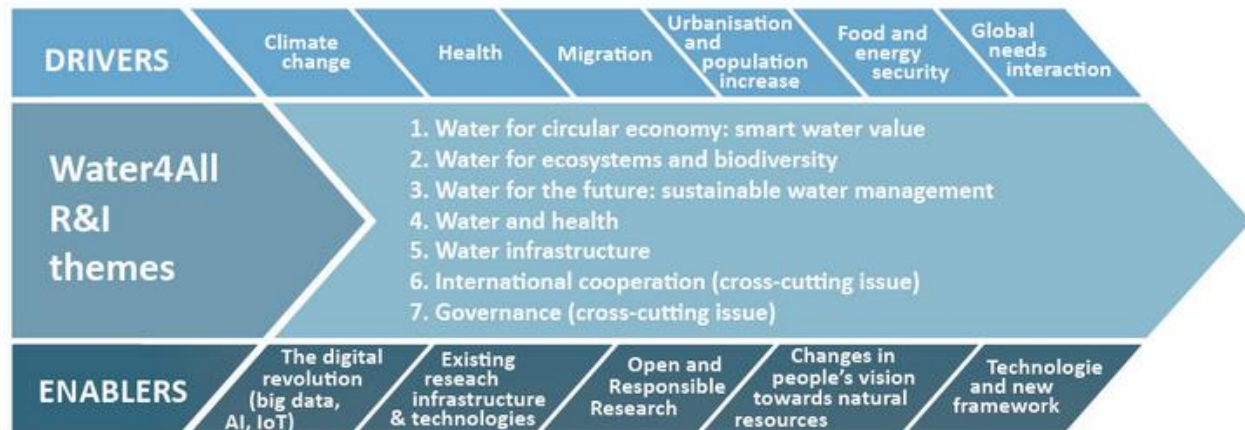 DRIVERS
Climate
change
Health
Migration
Urbanisation
and
population
increase
Food and
energy
security
Global
needs
interaction
Water4All
R&I
themes
1. Water for circular economy: smart water value
2. Water for ecosystems and biodiversity
3. Water for the future: sustainable water management
4. Water and health
5. Water infrastructure
6. International cooperation (cross-cutting issue)
7. Governance (cross-cutting issue)
ENABLERS
The digital
revolution
(big data,
AI, IoT)
Existing
reseach
infrastructure
& technologies
Open and
Responsible
Research
Changes in
people's vision
towards natural
resources
Technologie
and new
framework